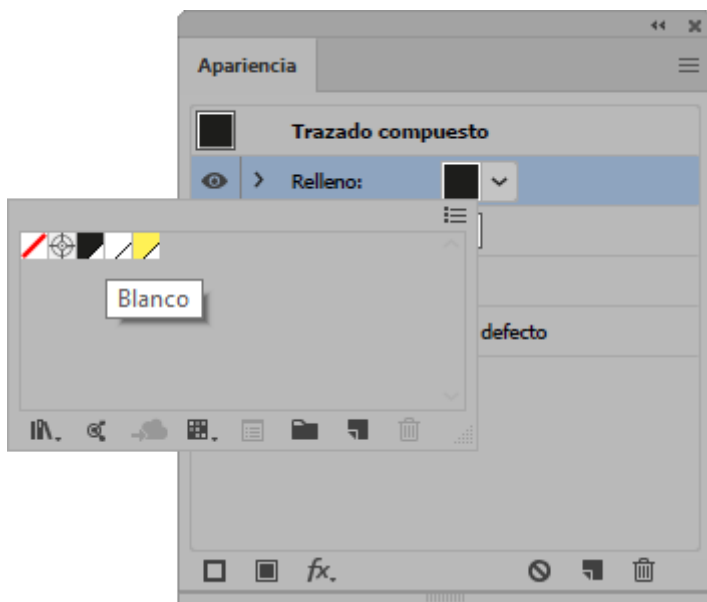 Apariencia
Trazado compuesto
Relleno:
Blanco
defecto
fx.